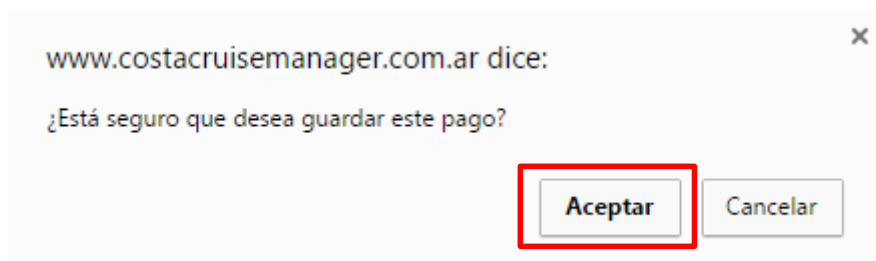 www.costacruisemanager.com.ar dice:
¿Está seguro que desea guardar este pago?
Aceptar
Cancelar